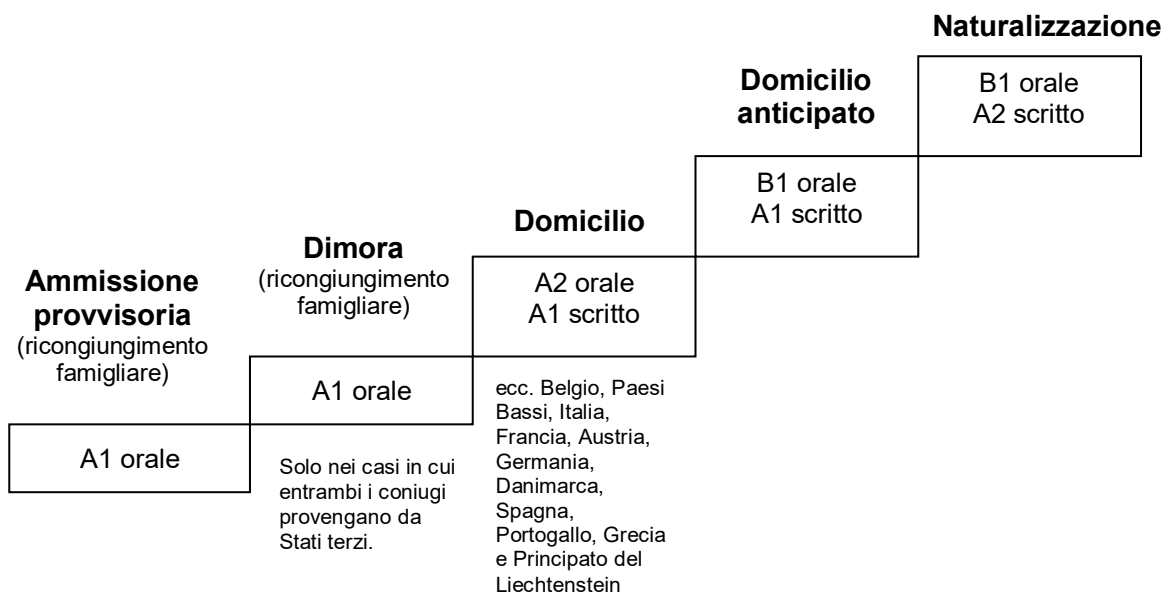 Naturalizzazione
B1 orale
A2 scritto
Domicilio
anticipato
B1 orale
A1 scritto
Domicilio
A2 orale
A1 scritto
ecc. Belgio, Paesi
Bassi, Italia,
Francia, Austria,
Germania,
Danimarca,
Spagna,
Portogallo, Grecia
e Principato del
Liechtenstein
Dimora
(ricongiungimento
famigliare)
A1 orale
Solo nei casi in cui
entrambi i coniugi
provengano da
Stati terzi.
Ammissione
provvisoria
(ricongiungimento
famigliare)
A1 orale